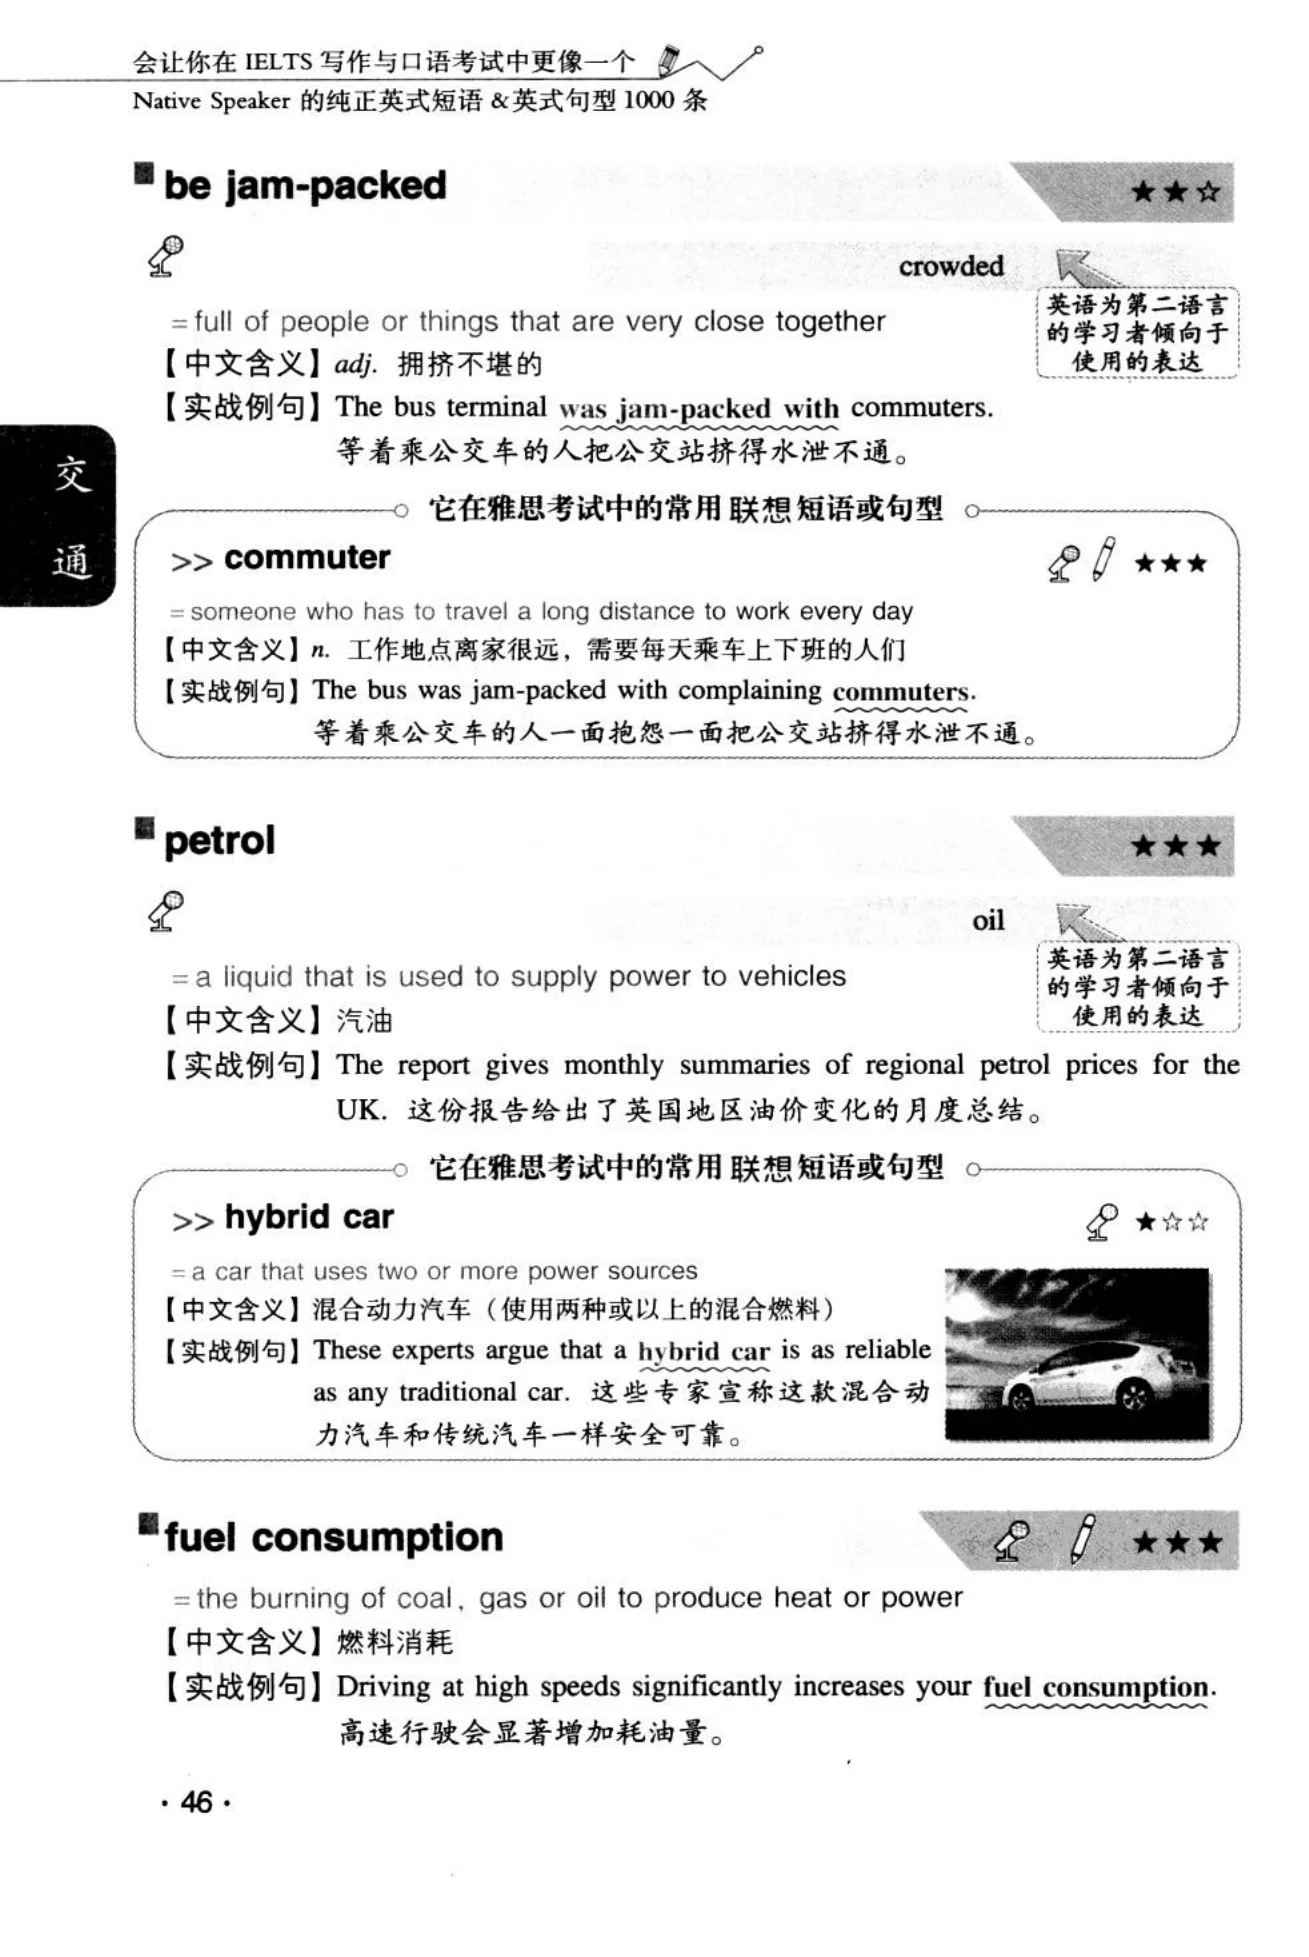 会让你在 IELTS 写作与口语考试中更像一个
Native Speaker 的纯正英式短语 & 英式句型 1000 条
be jam-packed ★★☆
crowded
英语为第二语言
的学习者倾向于
使用的表达
=full of people or things that are very close together
【中文含义】adj. 拥挤不堪的
【实战例句】The bus terminal was jam-packed with commuters.
等着乘公交车的人把公交站挤得水泄不通。
交
通
它在雅思考试中的常用联想短语或句型
>> commuter ★★★
=someone who has to travel a long distance to work every day
【中文含义】n. 工作地点离家很远，需要每天乘车上下班的人们
【实战例句】The bus was jam-packed with complaining commuters.
等着乘公交车的人一面抱怨一面把公交站挤得水泄不通。
petrol ★★★
oil
英语为第二语言
的学习者倾向于
使用的表达
=a liquid that is used to supply power to vehicles
【中文含义】汽油
【实战例句】The report gives monthly summaries of regional petrol prices for the
UK. 这份报告给出了英国地区油价变化的月度总结。
它在雅思考试中的常用联想短语或句型
>> hybrid car ★☆☆
=a car that uses two or more power sources
【中文含义】混合动力汽车（使用两种或以上的混合燃料）
【实战例句】These experts argue that a hybrid car is as reliable
as any traditional car. 这些专家宣称这款混合动
力汽车和传统汽车一样安全可靠。
fuel consumption ★★★
=the burning of coal, gas or oil to produce heat or power
【中文含义】燃料消耗
【实战例句】Driving at high speeds significantly increases your fuel consumption.
高速行驶会显著增加耗油量。
· 46 ·